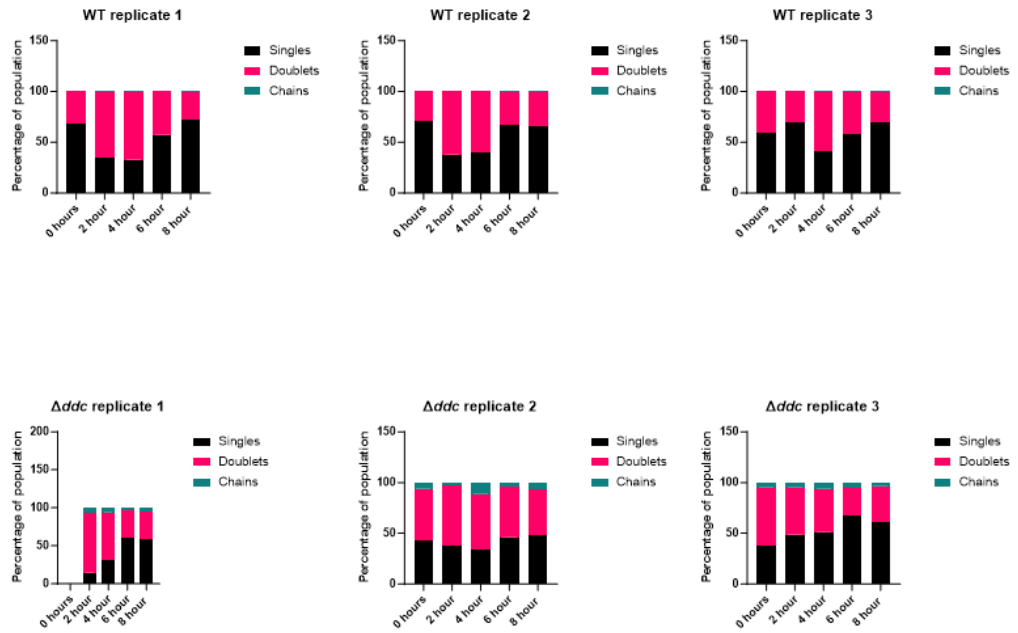 WT replicate 1
150
100
50
0
Percentage of population
0 hours
2 hour
4 hour
6 hour
8 hour
Singles
Doublets
Chains
WT replicate 2
150
100
50
0
Percentage of population
0 hours
2 hour
4 hour
6 hour
8 hour
Singles
Doublets
Chains
WT replicate 3
150
100
50
0
Percentage of population
0 hours
2 hour
4 hour
6 hour
8 hour
Singles
Doublets
Chains
Δddc replicate 1
200
150
100
50
0
Percentage of population
0 hours
2 hour
4 hour
6 hour
8 hour
Singles
Doublets
Chains
Δddc replicate 2
150
100
50
0
Percentage of population
0 hours
2 hour
4 hour
6 hour
8 hour
Singles
Doublets
Chains
Δddc replicate 3
150
100
50
0
Percentage of population
0 hours
2 hour
4 hour
6 hour
8 hour
Singles
Doublets
Chains